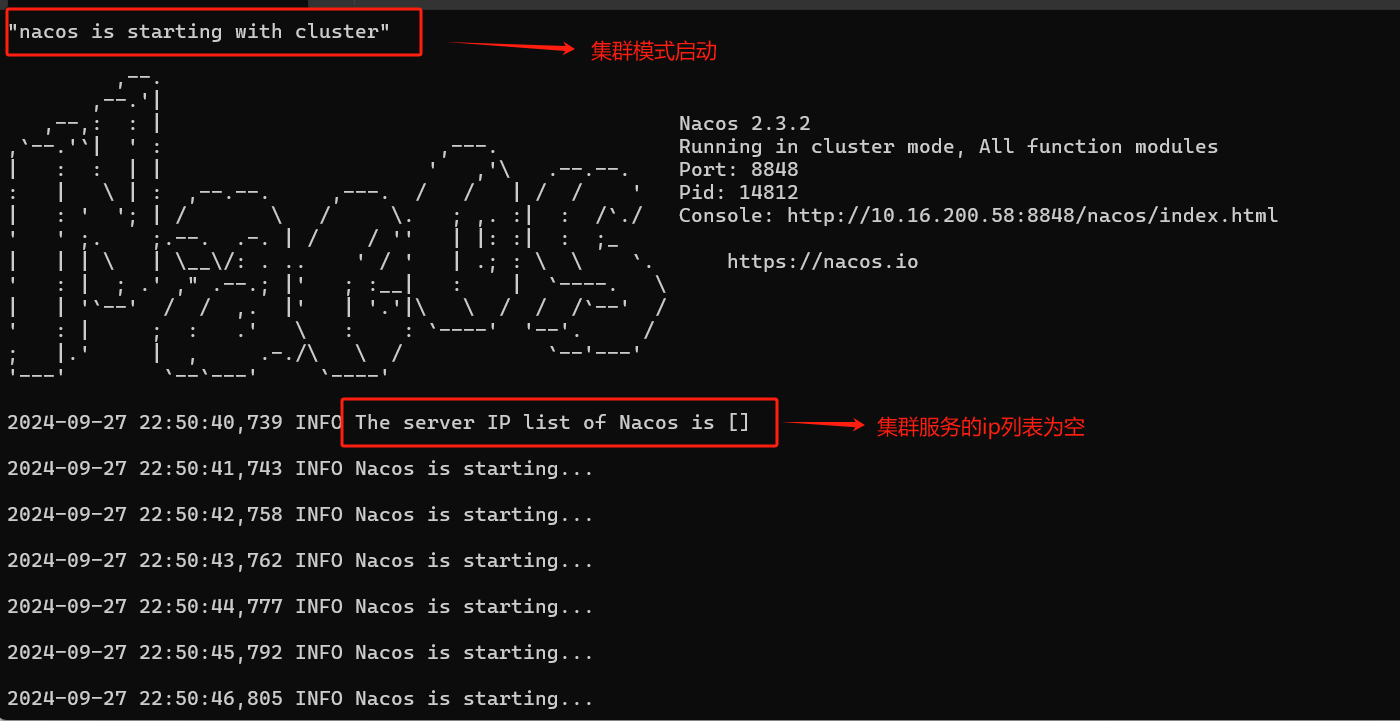 "nacos is starting with cluster"
集群模式启动
Nacos 2.3.2
Running in cluster mode, All function modules
Port: 8848
Pid: 14812
Console: http://10.16.200.58:8848/nacos/index.html
https://nacos.io
2024-09-27 22:50:40,739 INFO The server IP list of Nacos is []
集群服务的ip列表为空
2024-09-27 22:50:41,743 INFO Nacos is starting...
2024-09-27 22:50:42,758 INFO Nacos is starting...
2024-09-27 22:50:43,762 INFO Nacos is starting...
2024-09-27 22:50:44,777 INFO Nacos is starting...
2024-09-27 22:50:45,792 INFO Nacos is starting...
2024-09-27 22:50:46,805 INFO Nacos is starting...